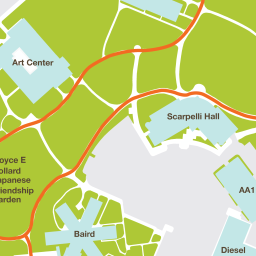 Art Center
Scarpelli Hall
oyce E
ollard
apanese
riendship
arden
AA1
Baird
Diesel